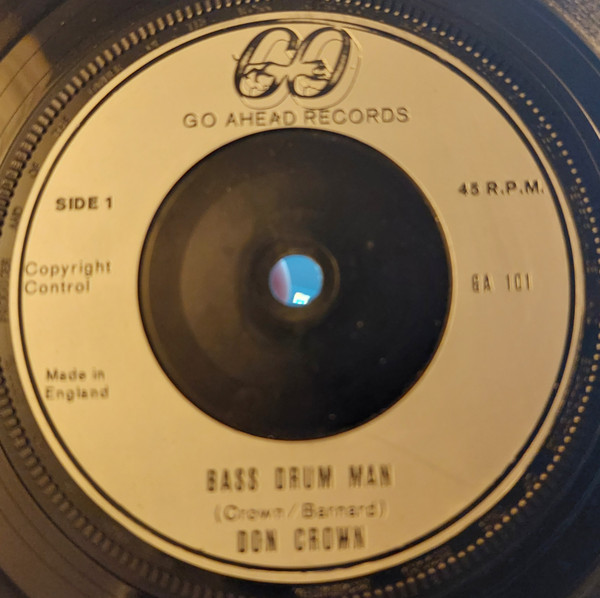 GO
GO AHEAD RECORDS
SIDE 1
45 R.P.M.
Copyright
Control
GA 101
Made in
England
BASS DRUM MAN
(Crown/Barnard)
DON CROWN